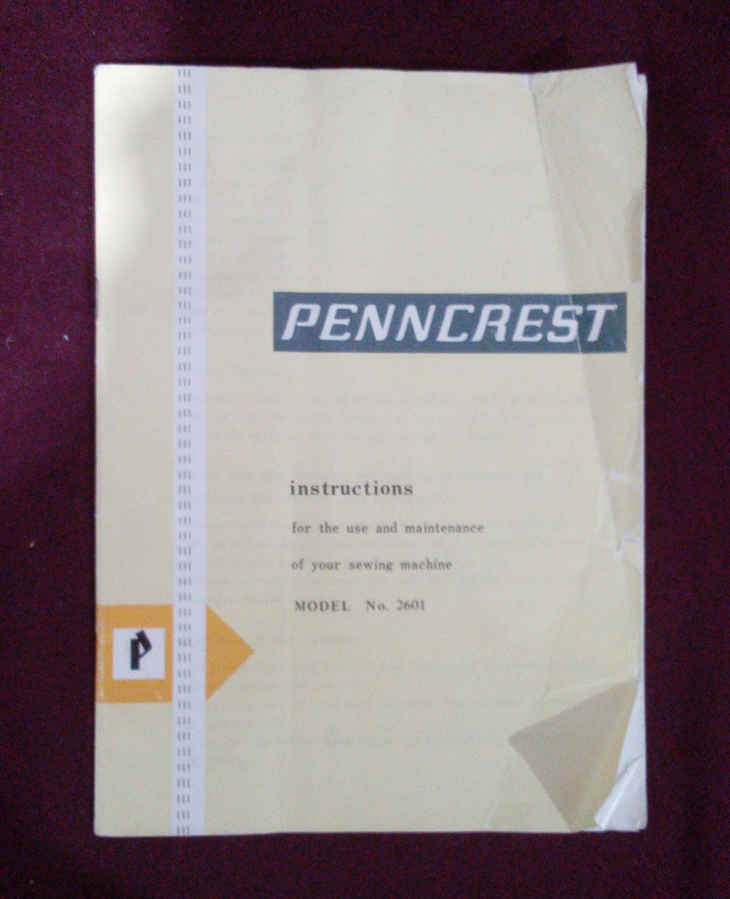 PENNCREST
instructions
for the use and maintenance
of your sewing machine
MODEL No. 2601
P